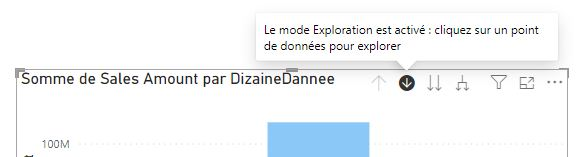 Le mode Exploration est activé : cliquez sur un point
de données pour explorer
Somme de Sales Amount par DizaineDannee
100M